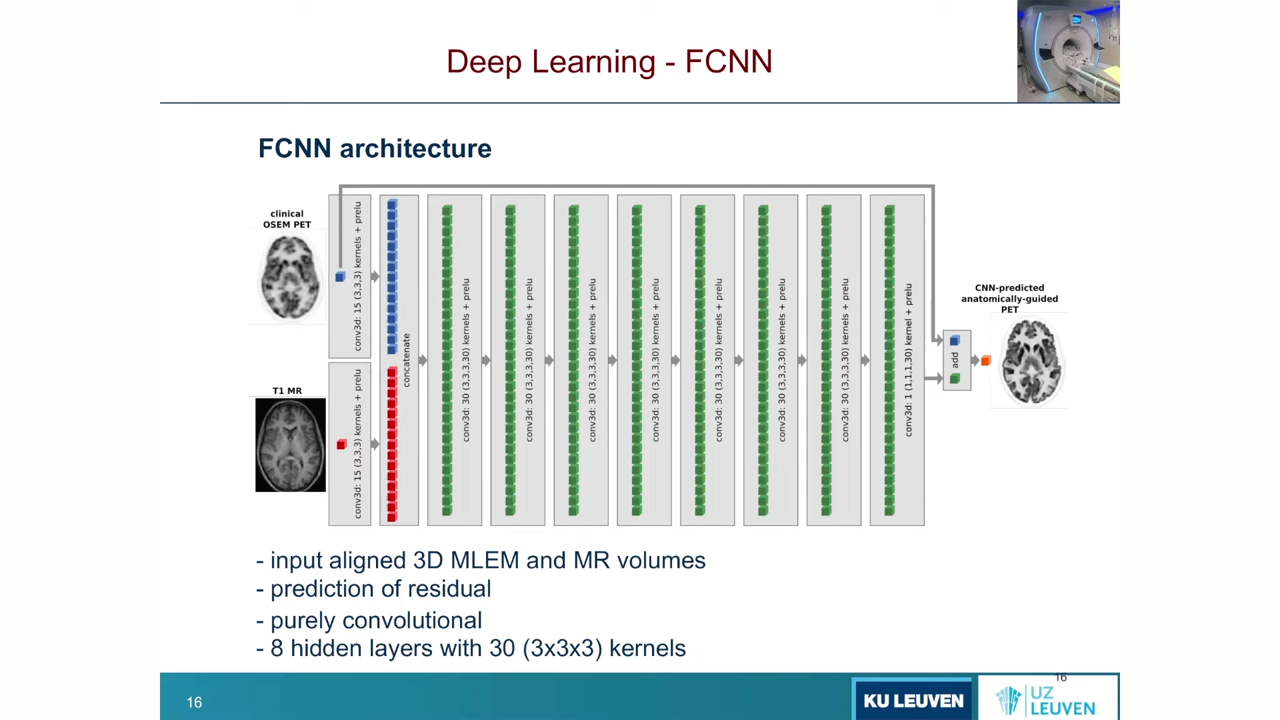 Deep Learning - FCNN
FCNN architecture
clinical
OSEM PET
T1 MR
conv3d: 15 (3,3,3) kernels + prelu
conv3d: 15 (3,3,3) kernels + prelu
concatenate
conv3d: 30 (3,3,3,30) kernels + prelu
conv3d: 30 (3,3,3,30) kernels + prelu
conv3d: 30 (3,3,3,30) kernels + prelu
conv3d: 30 (3,3,3,30) kernels + prelu
conv3d: 30 (3,3,3,30) kernels + prelu
conv3d: 30 (3,3,3,30) kernels + prelu
conv3d: 30 (3,3,3,30) kernels + prelu
conv3d: 1 (1,1,1,30) kernel + prelu
add
CNN-predicted
anatomically-guided
PET
- input aligned 3D MLEM and MR volumes
- prediction of residual
- purely convolutional
- 8 hidden layers with 30 (3x3x3) kernels
16
KU LEUVEN
16
UZ
LEUVEN